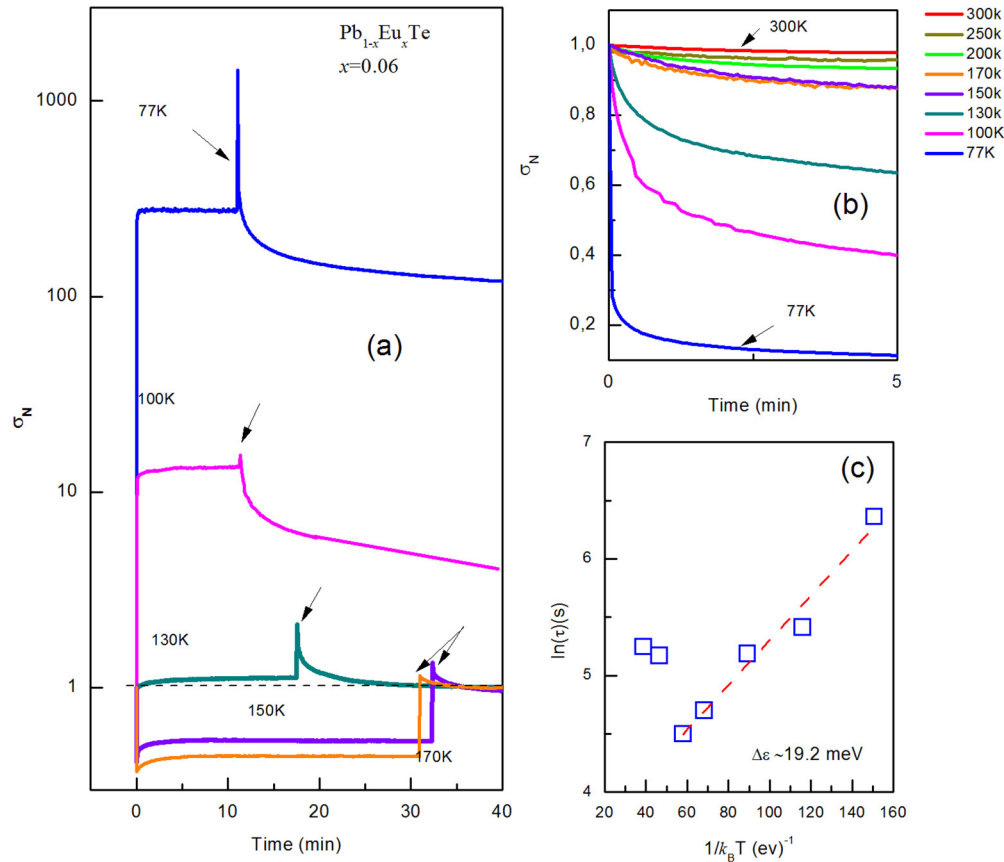 Pb1-xEuxTe
x=0.06
77K
(a)
100K
130K
150K
170K
1000
100
10
1
σN
0
10
20
30
40
Time (min)
300K
(b)
77K
1,0
0,8
0,6
0,4
0,2
σN
0
5
Time (min)
300k
250k
200k
170k
150k
130k
100K
77K
(c)
7
6
5
4
ln(τ)(s)
Δε ~19.2 meV
20
40
60
80
100
120
140
160
1/kBT (ev)-1